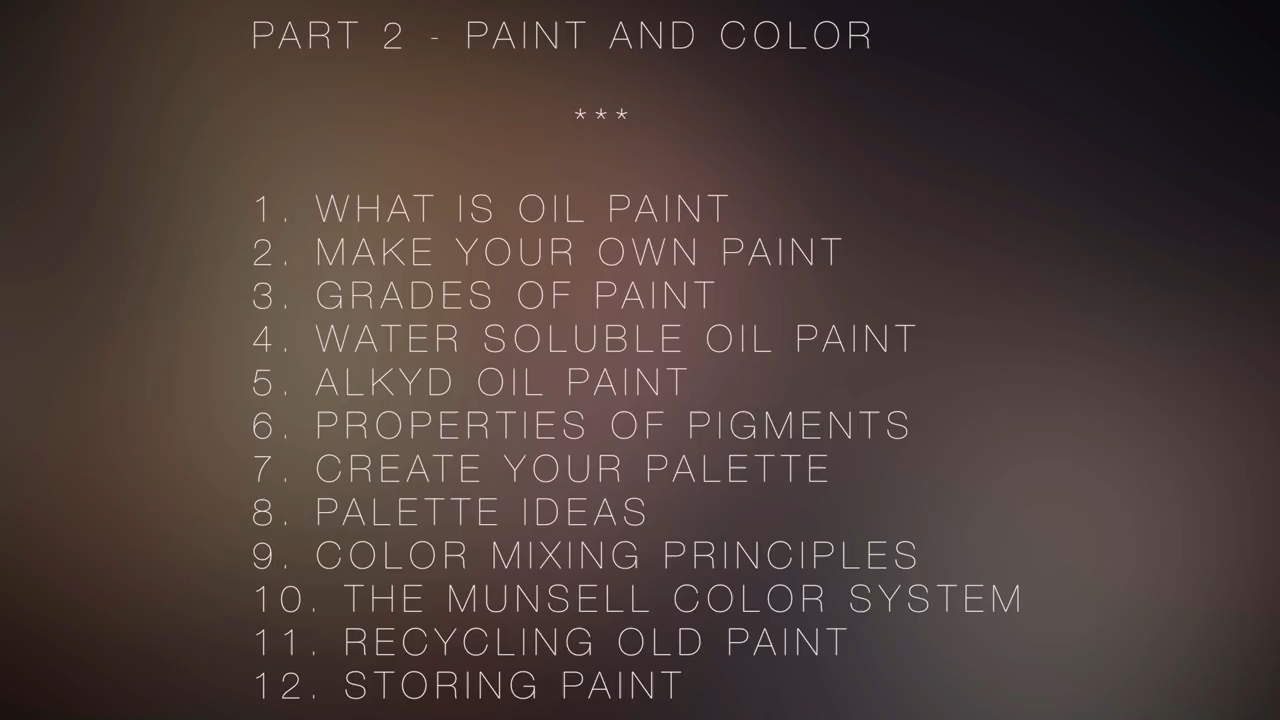 PART 2 - PAINT AND COLOR
***
1. WHAT IS OIL PAINT
2. MAKE YOUR OWN PAINT
3. GRADES OF PAINT
4. WATER SOLUBLE OIL PAINT
5. ALKYD OIL PAINT
6. PROPERTIES OF PIGMENTS
7. CREATE YOUR PALETTE
8. PALETTE IDEAS
9. COLOR MIXING PRINCIPLES
10. THE MUNSELL COLOR SYSTEM
11. RECYCLING OLD PAINT
12. STORING PAINT